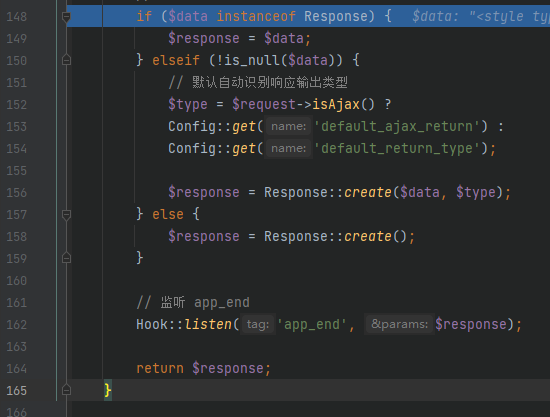 148 if ($data instanceof Response) { $data: "<style typ
149 $response = $data;
150 } elseif (!is_null($data)) {
151 // 默认自动识别响应输出类型
152 $type = $request->isAjax() ?
153 Config::get( name: 'default_ajax_return') :
154 Config::get( name: 'default_return_type');
155
156 $response = Response::create($data, $type);
157 } else {
158 $response = Response::create();
159 }
160
161 // 监听 app_end
162 Hook::listen( tag: 'app_end', &params: $response);
163
164 return $response;
165 }
166